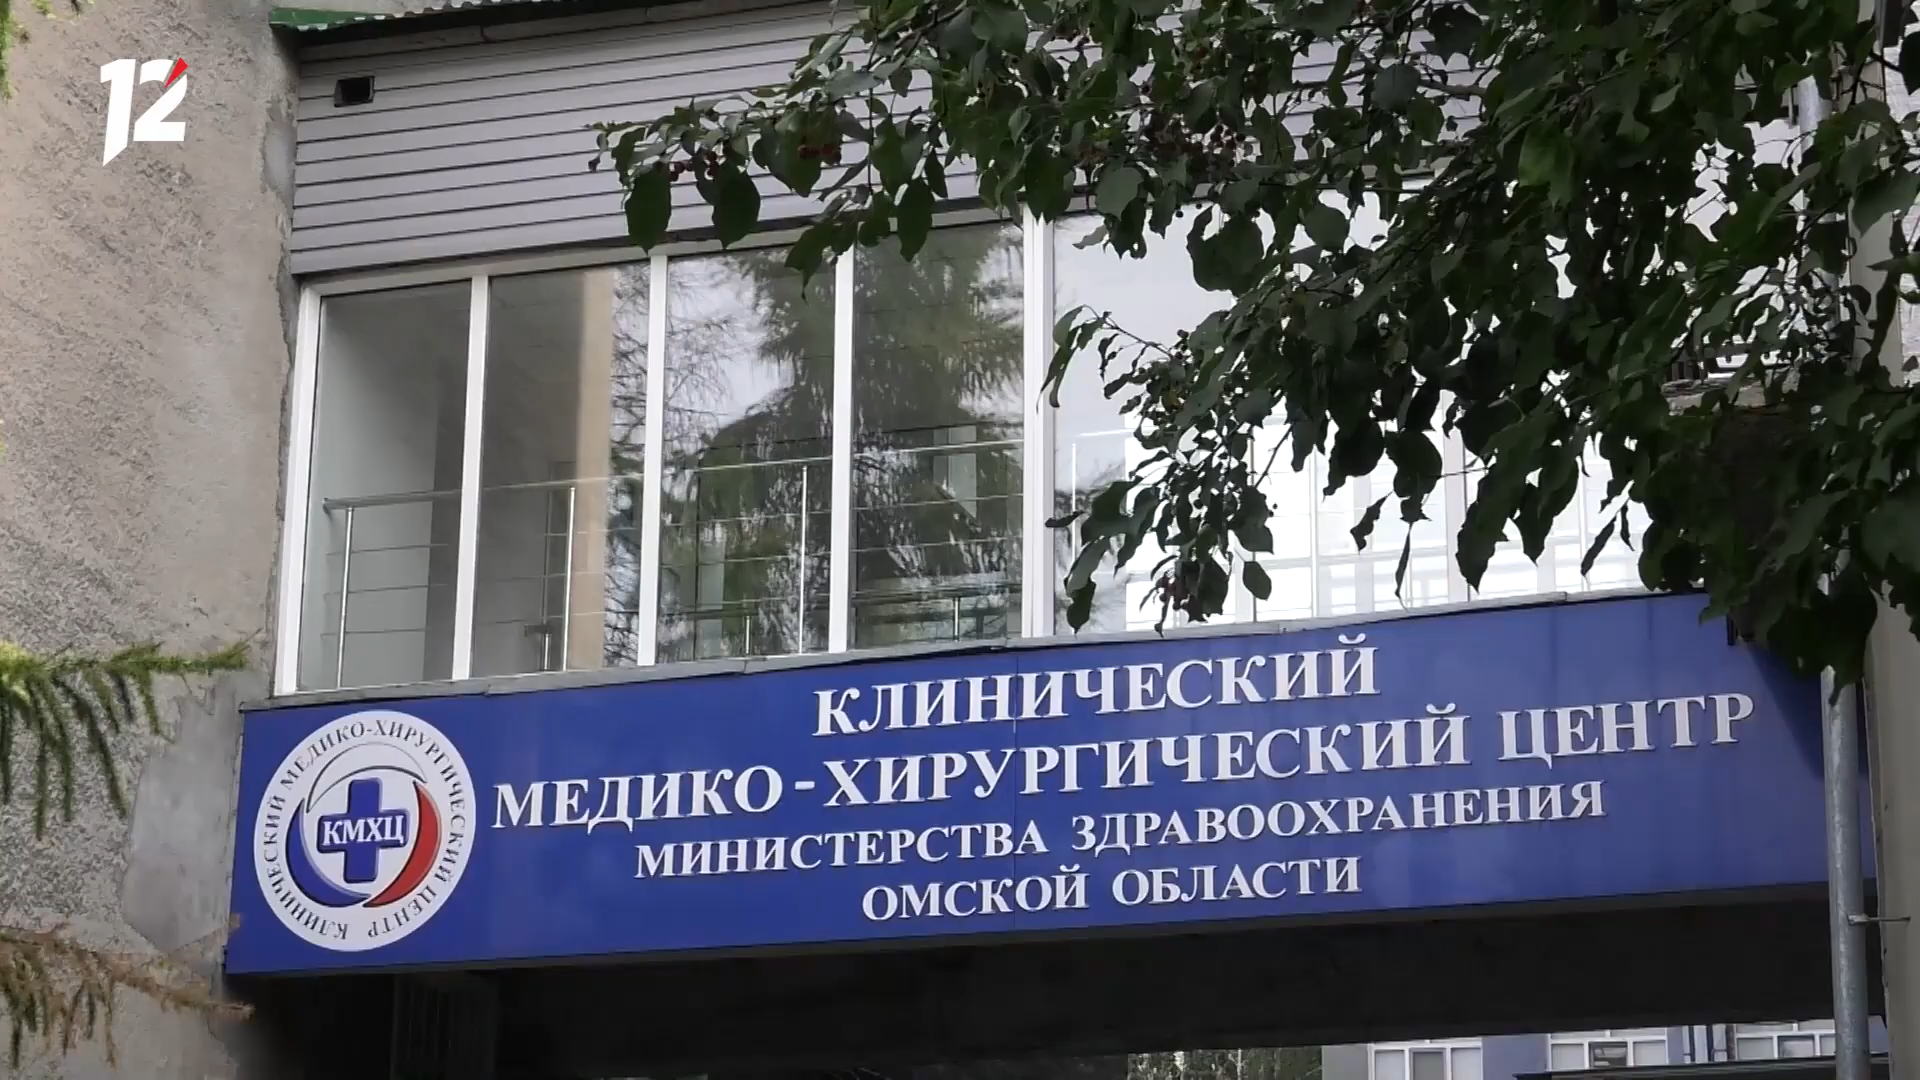 12
КЛИНИЧЕСКИЙ
МЕДИКО-ХИРУРГИЧЕСКИЙ ЦЕНТР
МИНИСТЕРСТВА ЗДРАВООХРАНЕНИЯ
ОМСКОЙ ОБЛАСТИ
КЛИНИЧЕСКИЙ МЕДИКО-ХИРУРГИЧЕСКИЙ ЦЕНТР
КМХЦ